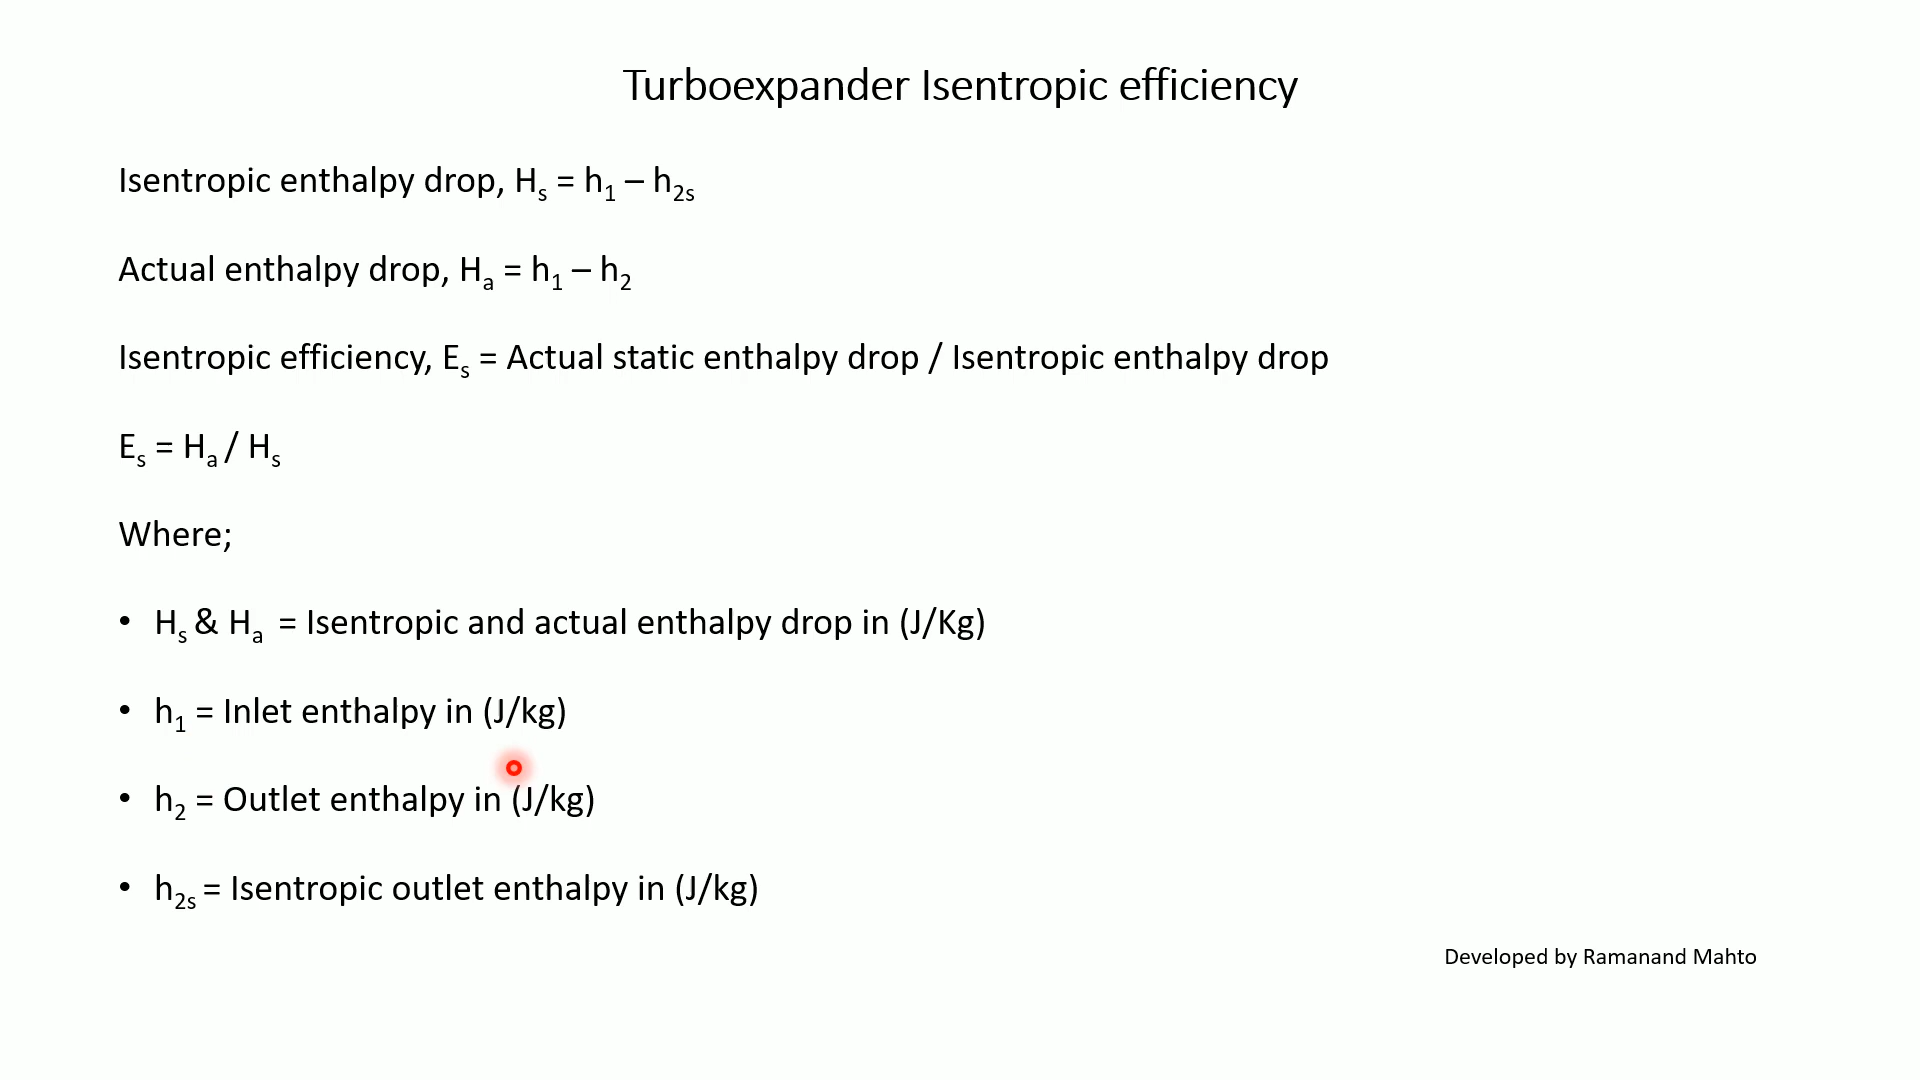 Turboexpander Isentropic efficiency
Isentropic enthalpy drop, Hₛ = h₁ – h₂ₛ
Actual enthalpy drop, Hₐ = h₁ – h₂
Isentropic efficiency, Eₛ = Actual static enthalpy drop / Isentropic enthalpy drop
Eₛ = Hₐ / Hₛ
Where;
• Hₛ & Hₐ = Isentropic and actual enthalpy drop in (J/Kg)
• h₁ = Inlet enthalpy in (J/kg)
• h₂ = Outlet enthalpy in (J/kg)
• h₂ₛ = Isentropic outlet enthalpy in (J/kg)
Developed by Ramanand Mahto